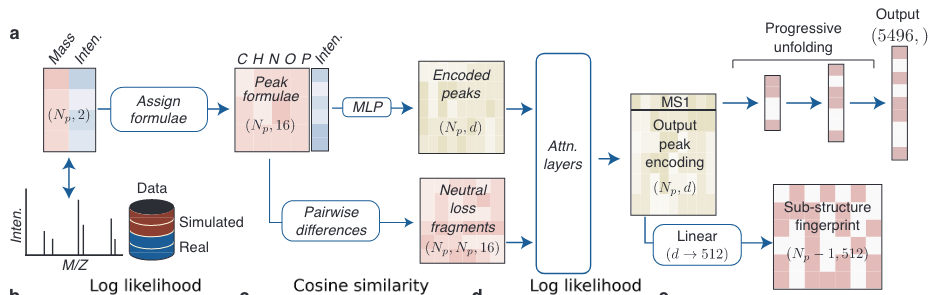 a
Mass
Inten.
(N_p, 2)
Assign
formulae
C H N O P Inten.
Peak
formulae
(N_p, 16)
MLP
Encoded
peaks
(N_p, d)
Attn.
layers
MS1
Output
peak
encoding
(N_p, d)
Progressive
unfolding
Output
(5496, )
Inten.
M/Z
Data
Simulated
Real
Pairwise
differences
Neutral
loss
fragments
(N_p, N_p, 16)
Linear
(d → 512)
Sub-structure
fingerprint
(N_p − 1, 512)
Log likelihood
Cosine similarity
d
Log likelihood